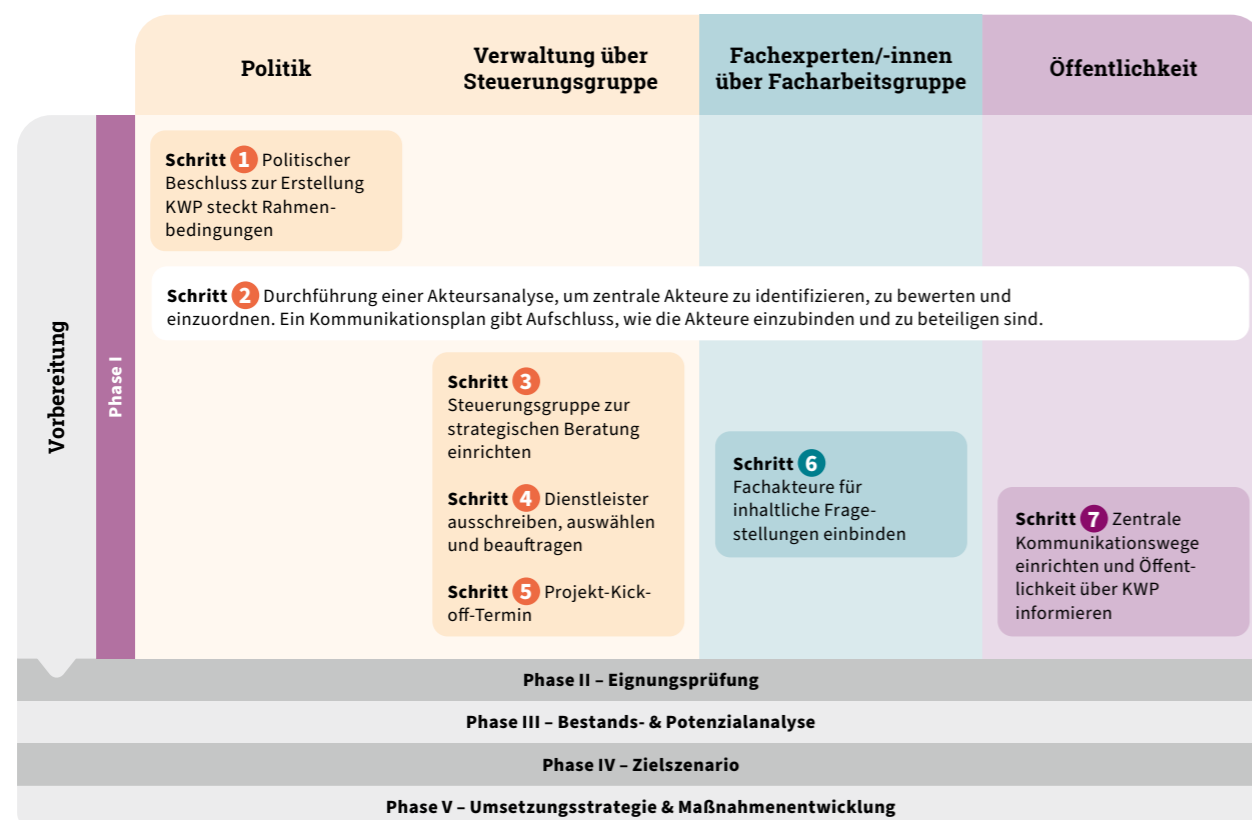 Politik
Verwaltung über
Steuerungsgruppe
Fachexperten/-innen
über Facharbeitsgruppe
Öffentlichkeit
Vorbereitung
Phase I
Schritt 1 Politischer
Beschluss zur Erstellung
KWP steckt Rahmen-
bedingungen
Schritt 2 Durchführung einer Akteursanalyse, um zentrale Akteure zu identifizieren, zu bewerten und
einzuordnen. Ein Kommunikationsplan gibt Aufschluss, wie die Akteure einzubinden und zu beteiligen sind.
Schritt 3
Steuerungsgruppe zur
strategischen Beratung
einrichten
Schritt 4 Dienstleister
ausschreiben, auswählen
und beauftragen
Schritt 5 Projekt-Kick-
off-Termin
Schritt 6
Fachakteure für
inhaltliche Frage-
stellungen einbinden
Schritt 7 Zentrale
Kommunikationswege
einrichten und Öffent-
lichkeit über KWP
informieren
Phase II – Eignungsprüfung
Phase III – Bestands- & Potenzialanalyse
Phase IV – Zielszenario
Phase V – Umsetzungsstrategie & Maßnahmenentwicklung